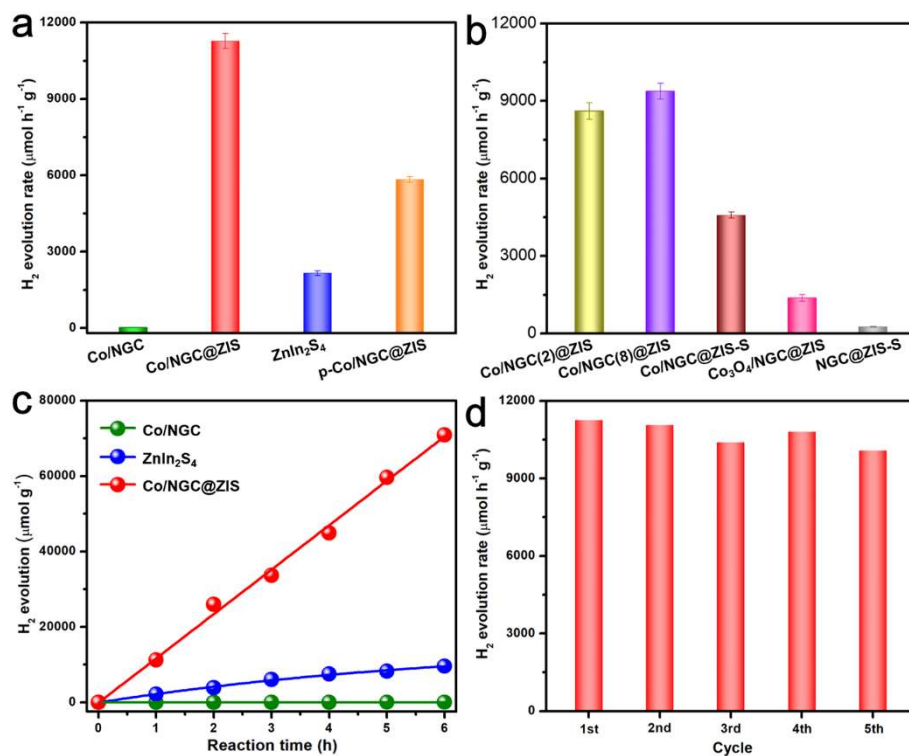 a
12000
9000
6000
3000
0
H₂ evolution rate (μmol h⁻¹ g⁻¹)
Co/NGC
Co/NGC@ZIS
ZnIn₂S₄
p-Co/NGC@ZIS
b
12000
9000
6000
3000
0
H₂ evolution rate (μmol h⁻¹ g⁻¹)
Co/NGC(2)@ZIS
Co/NGC(8)@ZIS
Co/NGC@ZIS-S
Co₃O₄/NGC@ZIS
NGC@ZIS-S
c
80000
60000
40000
20000
0
H₂ evolution (μmol g⁻¹)
Co/NGC
ZnIn₂S₄
Co/NGC@ZIS
0 1 2 3 4 5 6
Reaction time (h)
d
12000
9000
6000
3000
0
H₂ evolution rate (μmol h⁻¹ g⁻¹)
1st 2nd 3rd 4th 5th
Cycle